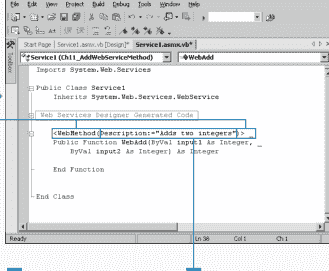 File Edit View Project Build Debug Tools Window Help
Start Page Service1.asmx.vb [Design]* Service1.asmx.vb*
Toolbox
Service1 (Ch11_AddWebServiceMethod) WebAdd
Imports System.Web.Services
Public Class Service1
Inherits System.Web.Services.WebService
Web Services Designer Generated Code
<WebMethod(Description:="Adds two integers")> _
Public Function WebAdd(ByVal input1 As Integer, _
ByVal input2 As Integer) As Integer
End Function
End Class
Ready Ln 36 Col 1 Ch 1